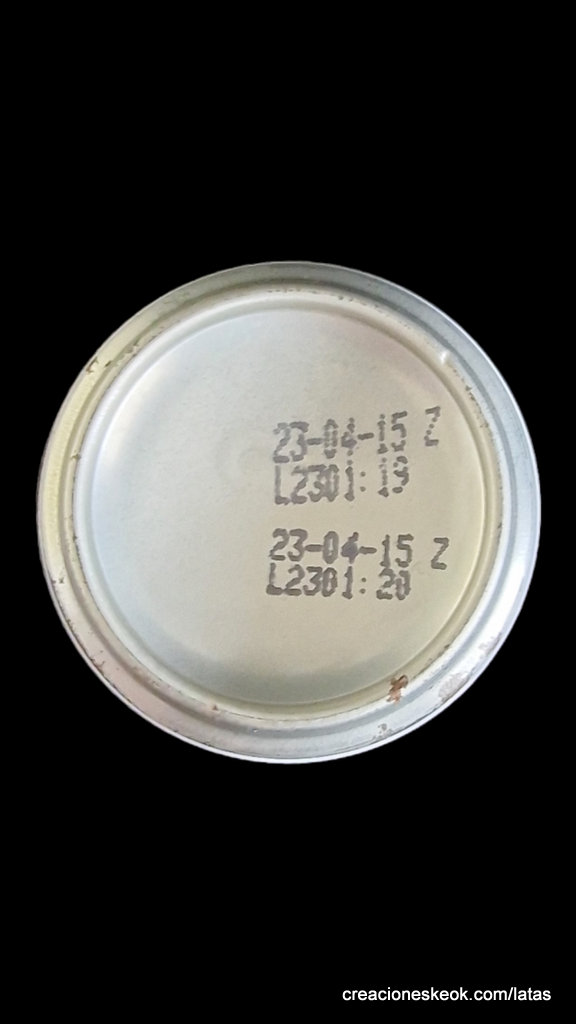 23-04-15 Z
L2301:19
23-04-15 Z
L2301:20
creacioneskeok.com/latas